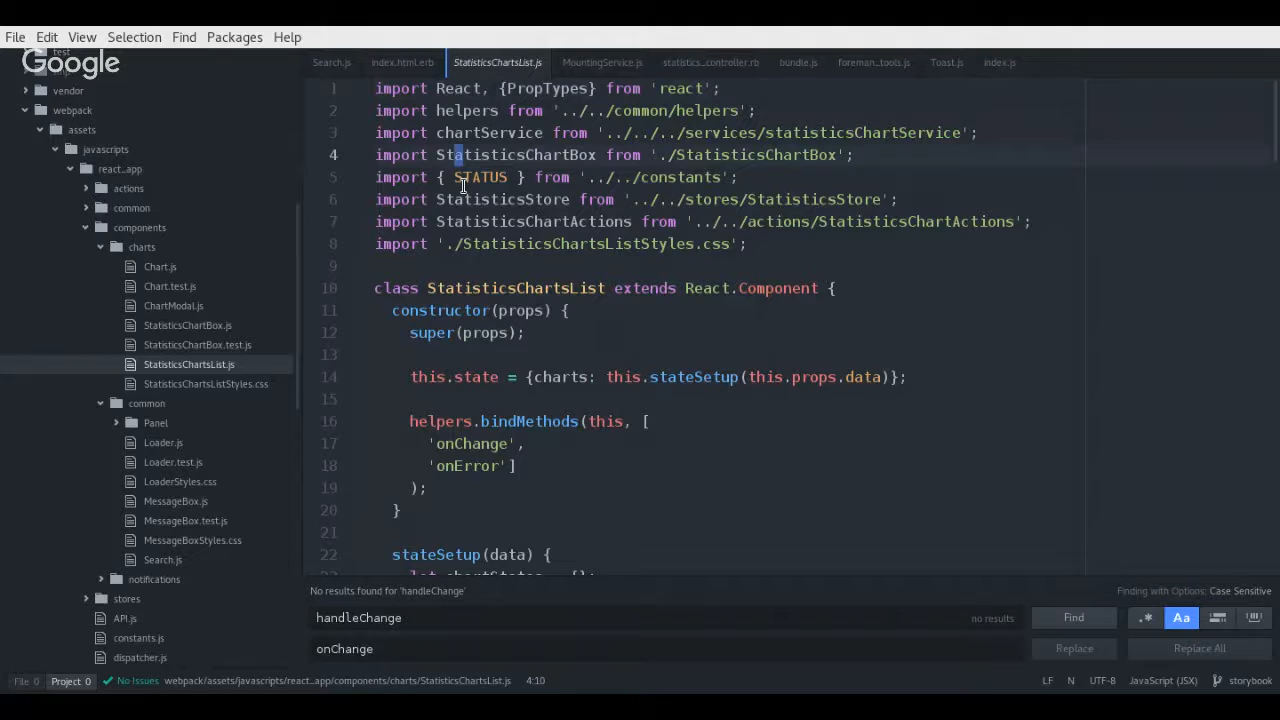 File Edit View Selection Find Packages Help
Google
test
vendor
webpack
assets
javascripts
react_app
actions
common
components
charts
Chart.js
Chart.test.js
ChartModal.js
StatisticsChartBox.js
StatisticsChartBox.test.js
StatisticsChartsList.js
StatisticsChartsListStyles.css
common
Panel
Loader.js
Loader.test.js
LoaderStyles.css
MessageBox.js
MessageBox.test.js
MessageBoxStyles.css
Search.js
notifications
stores
API.js
constants.js
dispatcher.js
Search.js index.html.erb StatisticsChartsList.js MountingService.js statistics_controller.rb bundle.js foreman_tools.js Toast.js index.js
1 import React, {PropTypes} from 'react';
2 import helpers from '../../common/helpers';
3 import chartService from '../../../services/statisticsChartService';
4 import StatisticsChartBox from './StatisticsChartBox';
5 import { STATUS } from '../../constants';
6 import StatisticsStore from '../../stores/StatisticsStore';
7 import StatisticsChartActions from '../../actions/StatisticsChartActions';
8 import './StatisticsChartsListStyles.css';
9
10 class StatisticsChartsList extends React.Component {
11 constructor(props) {
12 super(props);
13
14 this.state = {charts: this.stateSetup(this.props.data)};
15
16 helpers.bindMethods(this, [
17 'onChange',
18 'onError']
19 );
20 }
21
22 stateSetup(data) {
No results found for 'handleChange' Finding with Options: Case Sensitive
handleChange no results Find .* Aa
onChange Replace Replace All
File 0 Project 0 No Issues webpack/assets/javascripts/react_app/components/charts/StatisticsChartsList.js 4:10 LF N UTF-8 JavaScript (JSX) storybook